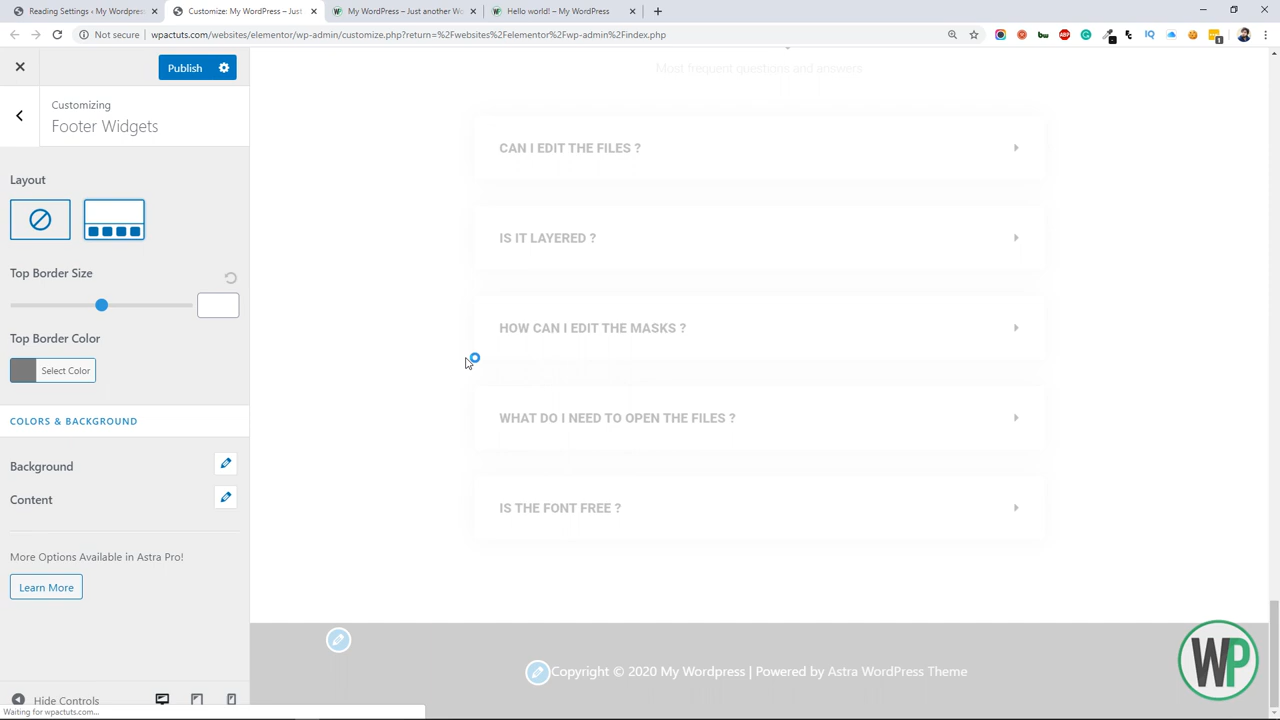 Reading Settings ‹ My Wordpress
Customize: My WordPress – Just
My WordPress – Just another Wo
Hello world! – My WordPress
Not secure | wpactuts.com/websites/elementor/wp-admin/customize.php?return=%2Fwebsites%2Felementor%2Fwp-admin%2Findex.php
Publish
Customizing
Footer Widgets
Layout
Top Border Size
Top Border Color
Select Color
COLORS & BACKGROUND
Background
Content
More Options Available in Astra Pro!
Learn More
Hide Controls
Waiting for wpactuts.com...
Most frequent questions and answers
CAN I EDIT THE FILES ?
IS IT LAYERED ?
HOW CAN I EDIT THE MASKS ?
WHAT DO I NEED TO OPEN THE FILES ?
IS THE FONT FREE ?
Copyright © 2020 My Wordpress | Powered by Astra WordPress Theme
WP